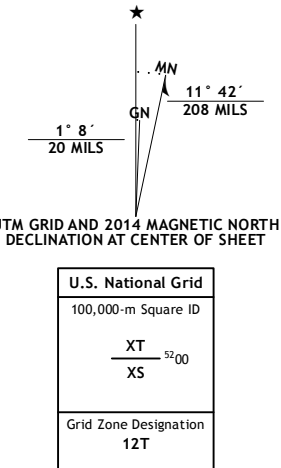 ★
MN
11° 42´
208 MILS
GN
1° 8´
20 MILS
UTM GRID AND 2014 MAGNETIC NORTH
DECLINATION AT CENTER OF SHEET
U.S. National Grid
100,000-m Square ID
XT
5200
XS
Grid Zone Designation
12T